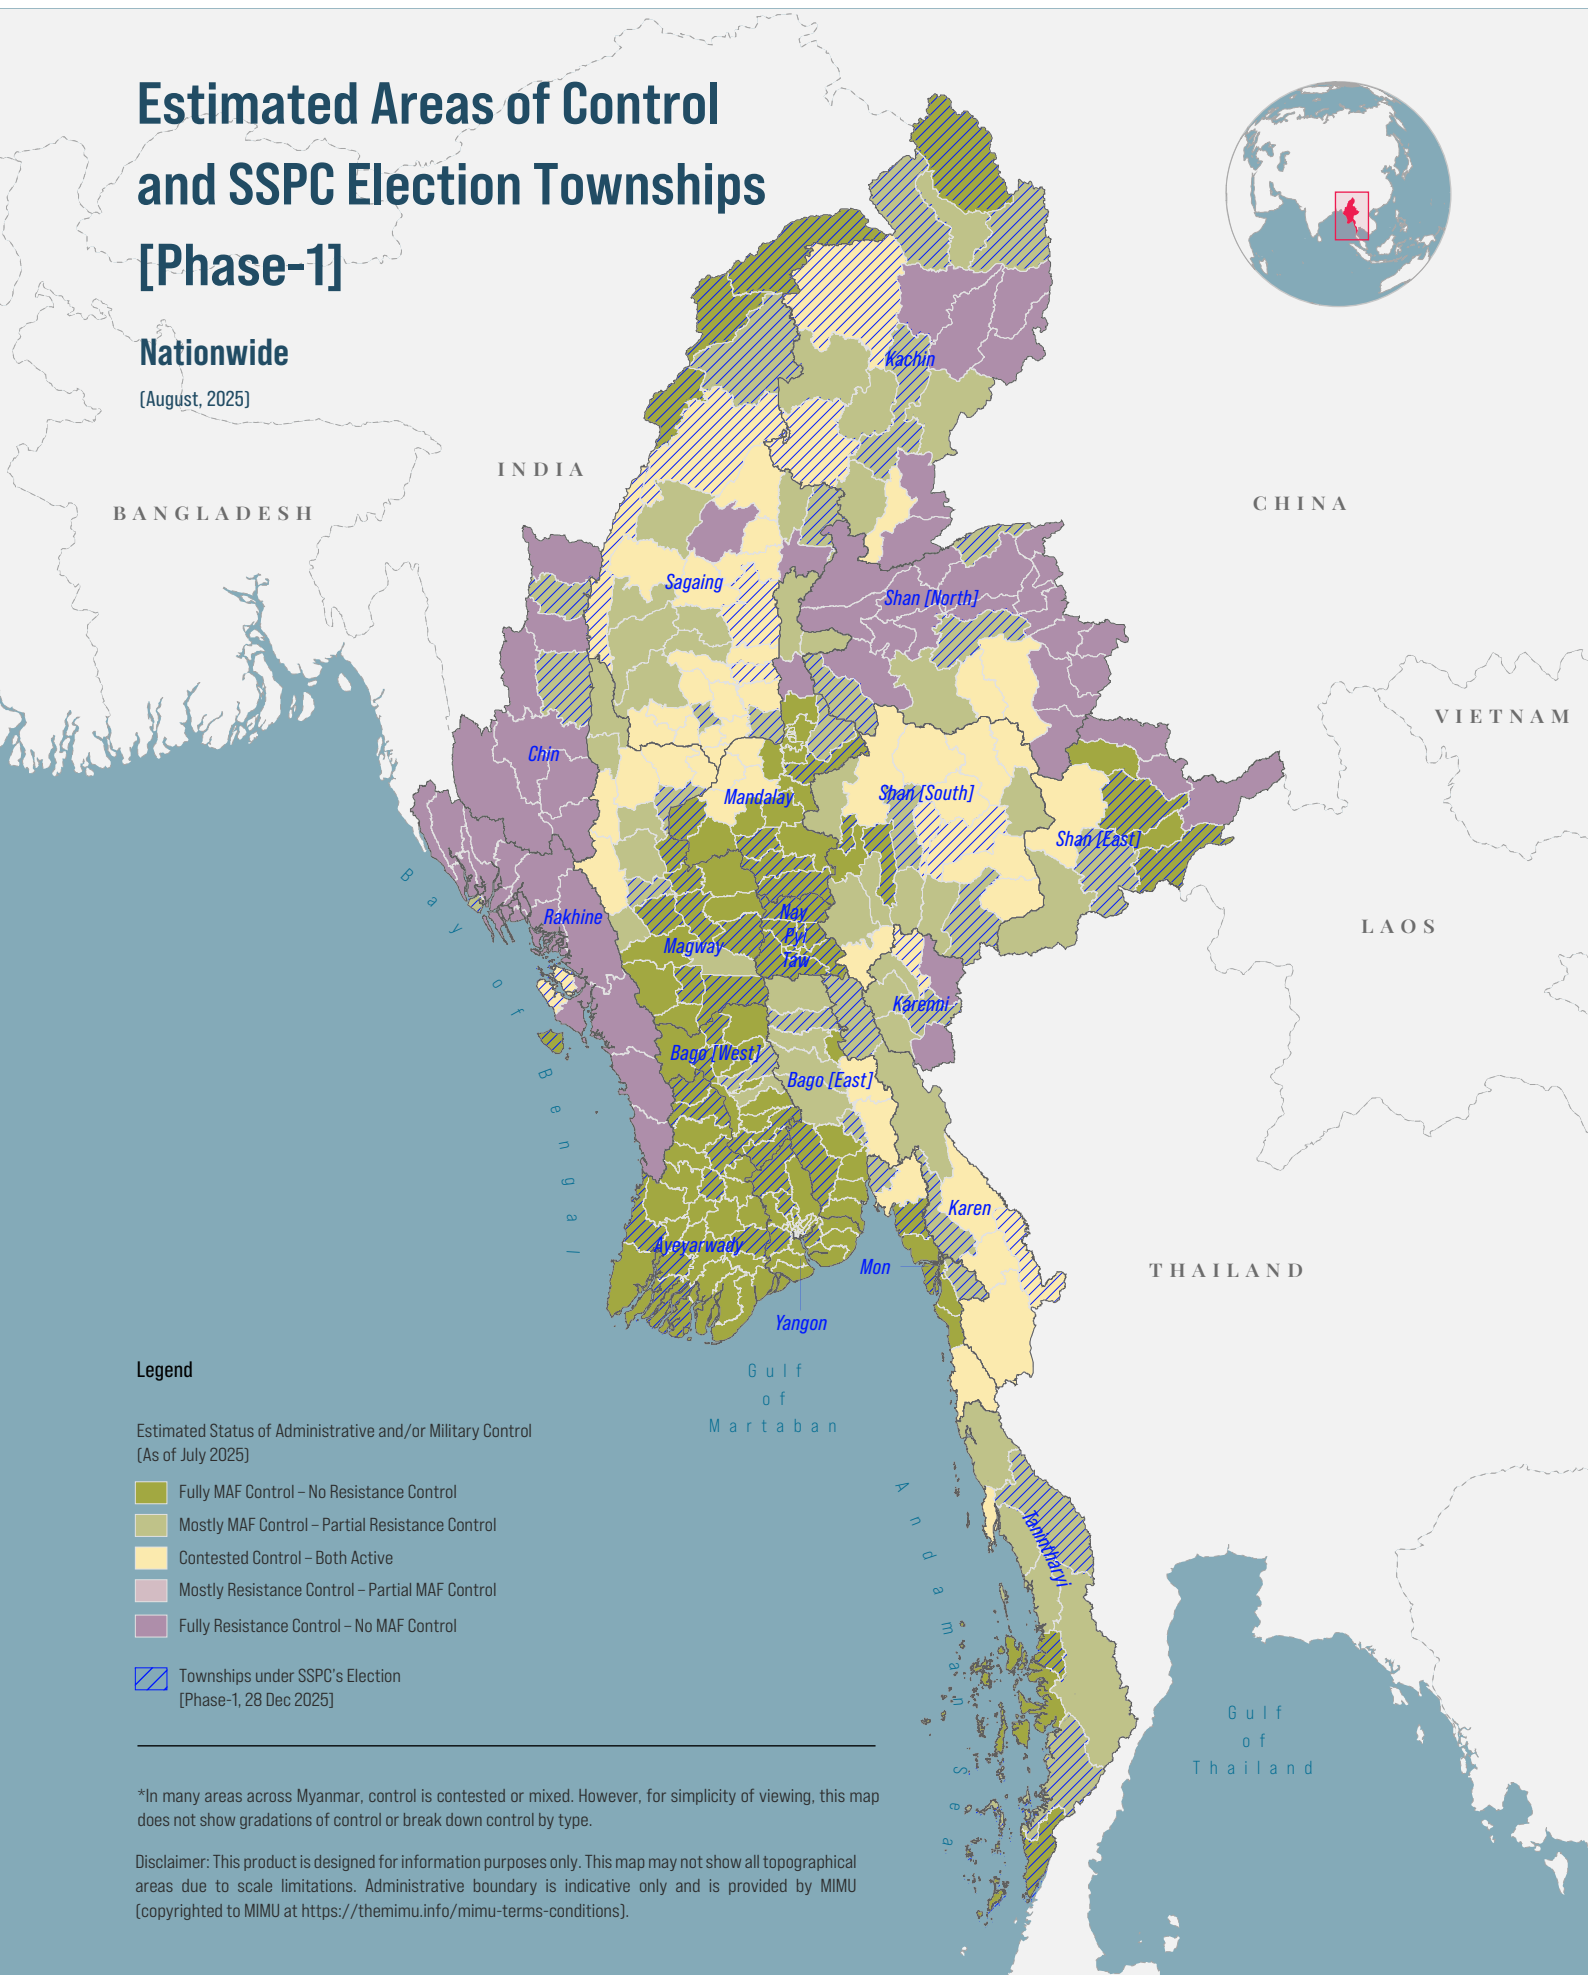 Estimated Areas of Control
and SSPC Election Townships
[Phase-1]
Nationwide
(August, 2025)
INDIA
BANGLADESH
CHINA
VIETNAM
LAOS
THAILAND
Kachin
Sagaing
Shan [North]
Chin
Mandalay
Shan [South]
Shan [East]
Rakhine
Nay
Pyi
Taw
Magway
Karenni
Bago [West]
Bago [East]
Karen
Ayeyarwady
Mon
Yangon
Tanintharyi
Bay of Bengal
Gulf
of
Martaban
Andaman Sea
Gulf
of
Thailand
Legend
Estimated Status of Administrative and/or Military Control
(As of July 2025)
Fully MAF Control – No Resistance Control
Mostly MAF Control – Partial Resistance Control
Contested Control – Both Active
Mostly Resistance Control – Partial MAF Control
Fully Resistance Control – No MAF Control
Townships under SSPC's Election
[Phase-1, 28 Dec 2025]
*In many areas across Myanmar, control is contested or mixed. However, for simplicity of viewing, this map
does not show gradations of control or break down control by type.
Disclaimer: This product is designed for information purposes only. This map may not show all topographical
areas due to scale limitations. Administrative boundary is indicative only and is provided by MIMU
(copyrighted to MIMU at https://themimu.info/mimu-terms-conditions).